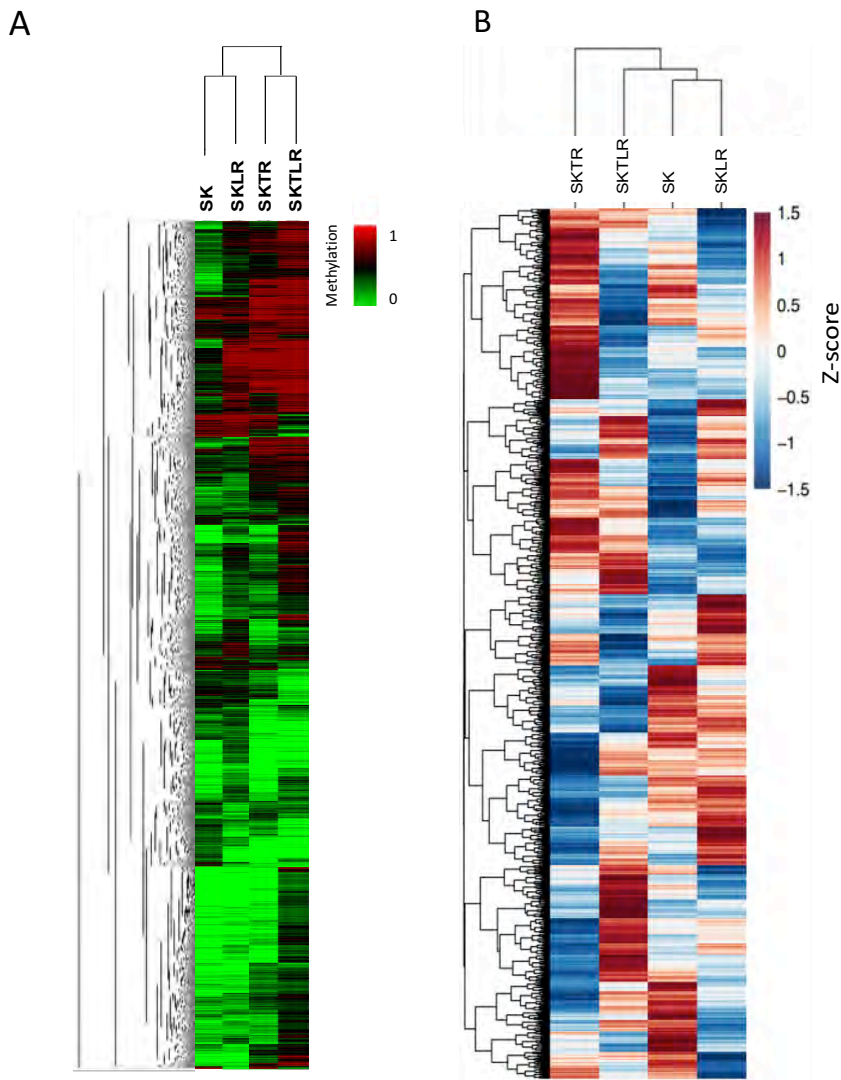 A
B
SK
SKLR
SKTR
SKTLR
Methylation
1
0
SKTR
SKTLR
SK
SKLR
1.5
1
0.5
0
−0.5
−1
−1.5
Z-score